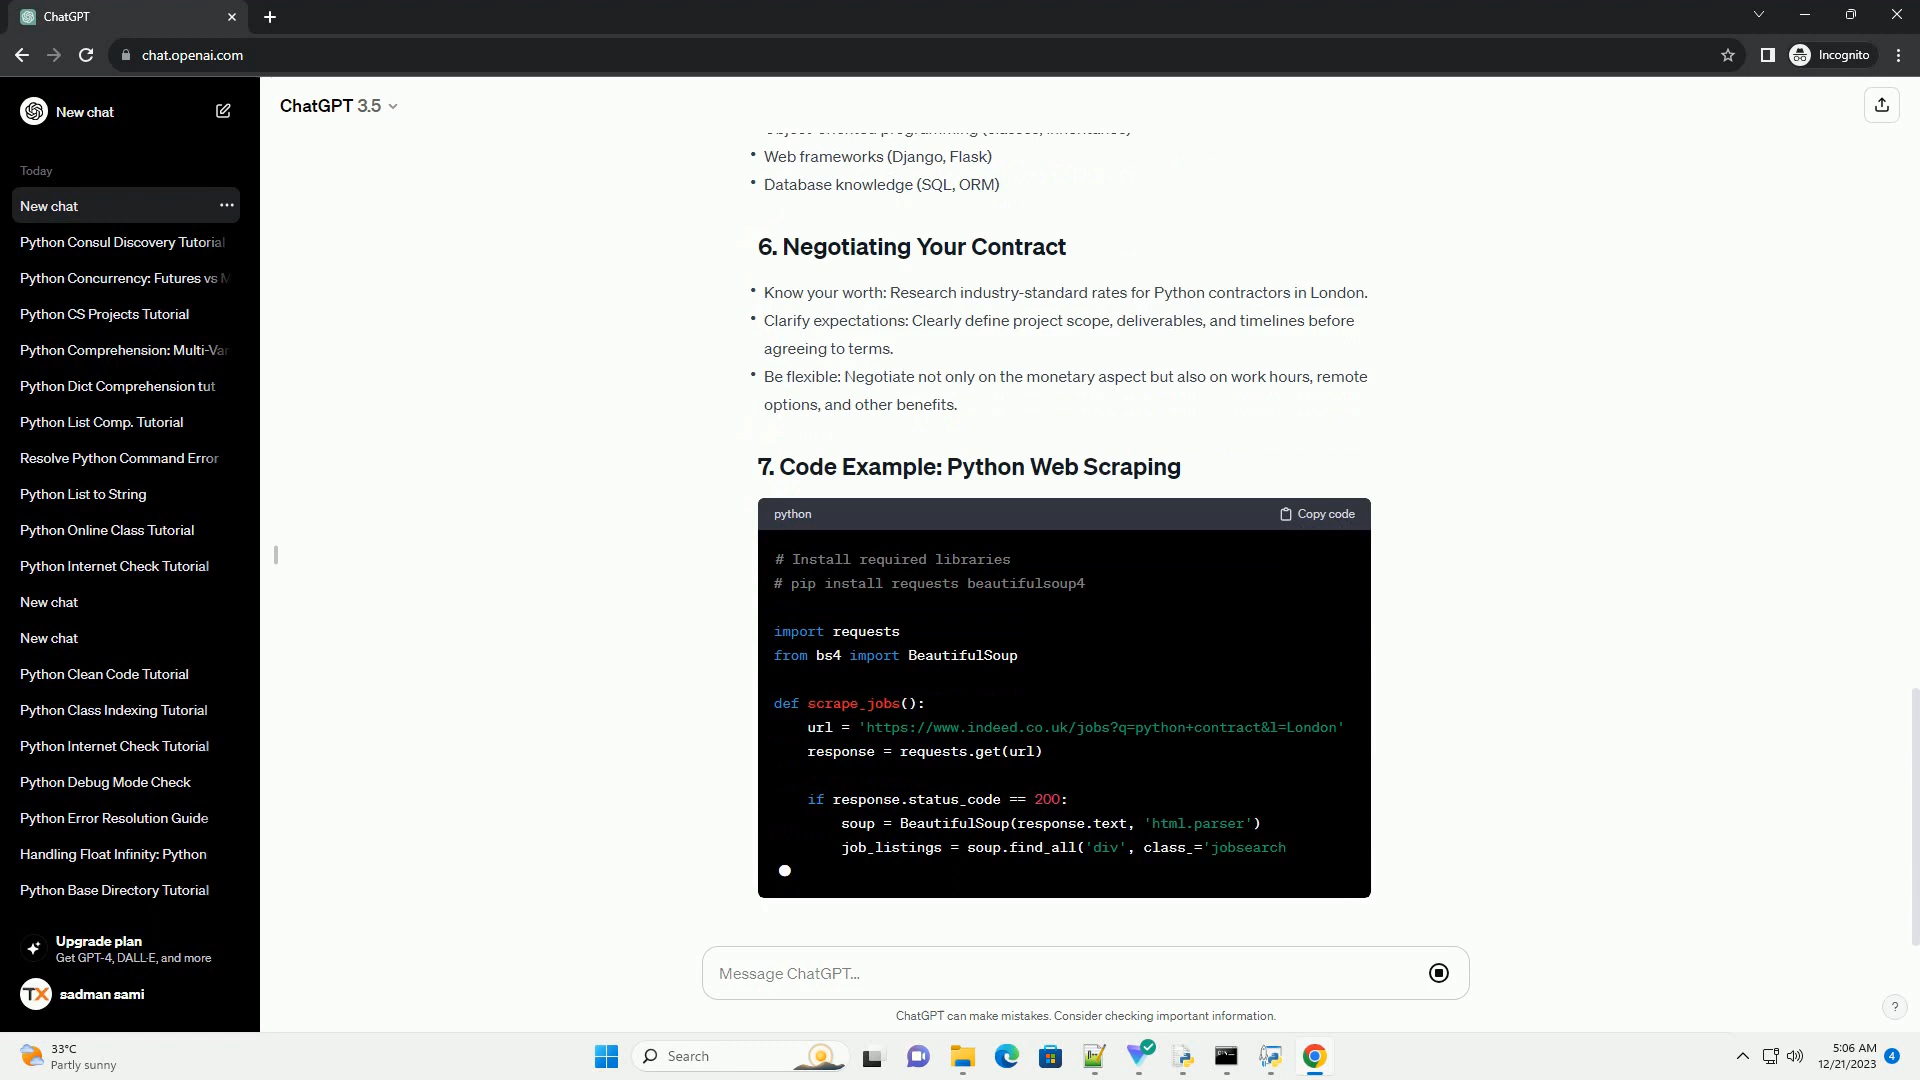 ChatGPT
chat.openai.com
Incognito
New chat
Today
New chat
Python Consul Discovery Tutorial
Python Concurrency: Futures vs M
Python CS Projects Tutorial
Python Comprehension: Multi-Var
Python Dict Comprehension tut
Python List Comp. Tutorial
Resolve Python Command Error
Python List to String
Python Online Class Tutorial
Python Internet Check Tutorial
New chat
New chat
Python Clean Code Tutorial
Python Class Indexing Tutorial
Python Internet Check Tutorial
Python Debug Mode Check
Python Error Resolution Guide
Handling Float Infinity: Python
Python Base Directory Tutorial
Upgrade plan
Get GPT-4, DALL·E, and more
TX sadman sami
ChatGPT 3.5
Object-oriented programming (classes, inheritance)
• Web frameworks (Django, Flask)
• Database knowledge (SQL, ORM)
6. Negotiating Your Contract
• Know your worth: Research industry-standard rates for Python contractors in London.
• Clarify expectations: Clearly define project scope, deliverables, and timelines before
agreeing to terms.
• Be flexible: Negotiate not only on the monetary aspect but also on work hours, remote
options, and other benefits.
7. Code Example: Python Web Scraping
python
Copy code
# Install required libraries
# pip install requests beautifulsoup4
import requests
from bs4 import BeautifulSoup
def scrape_jobs():
url = 'https://www.indeed.co.uk/jobs?q=python+contract&l=London'
response = requests.get(url)
if response.status_code == 200:
soup = BeautifulSoup(response.text, 'html.parser')
job_listings = soup.find_all('div', class_='jobsearch
Message ChatGPT...
ChatGPT can make mistakes. Consider checking important information.
?
33°C
Partly sunny
Search
5:06 AM
12/21/2023
4